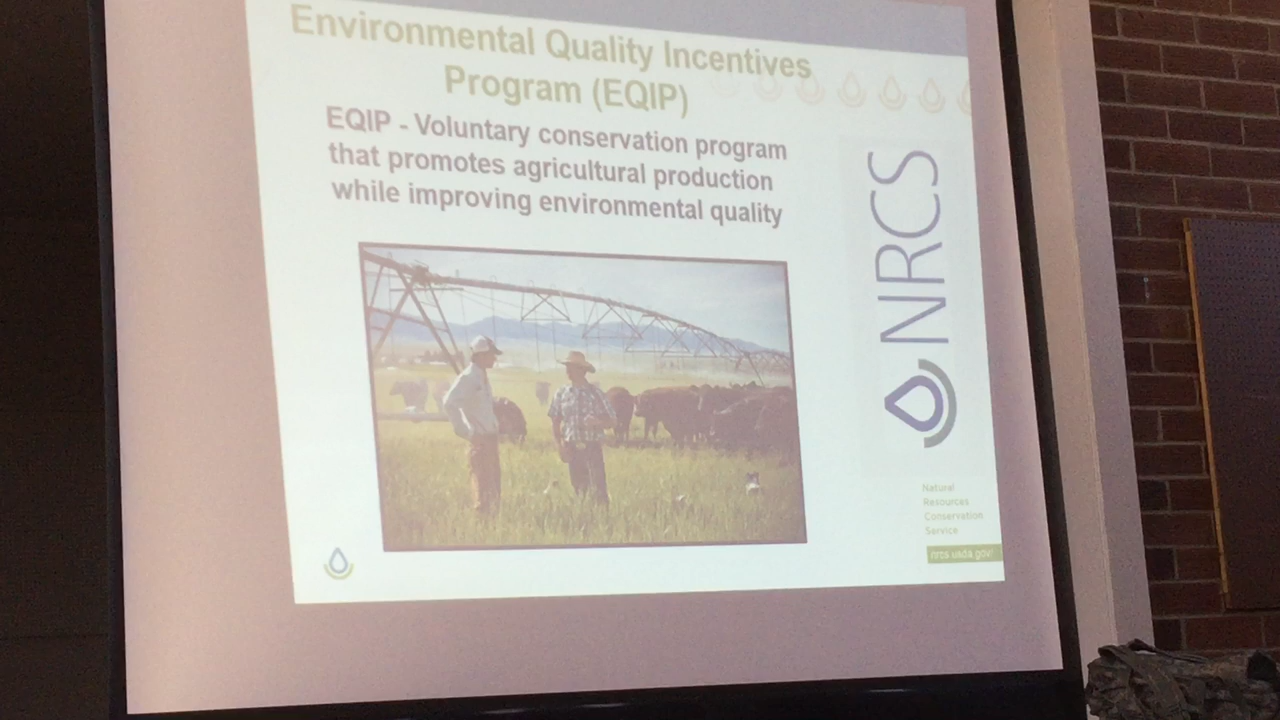 Environmental Quality Incentives
Program (EQIP)
EQIP - Voluntary conservation program
that promotes agricultural production
while improving environmental quality
NRCS
Natural
Resources
Conservation
Service
nrcs.usda.gov